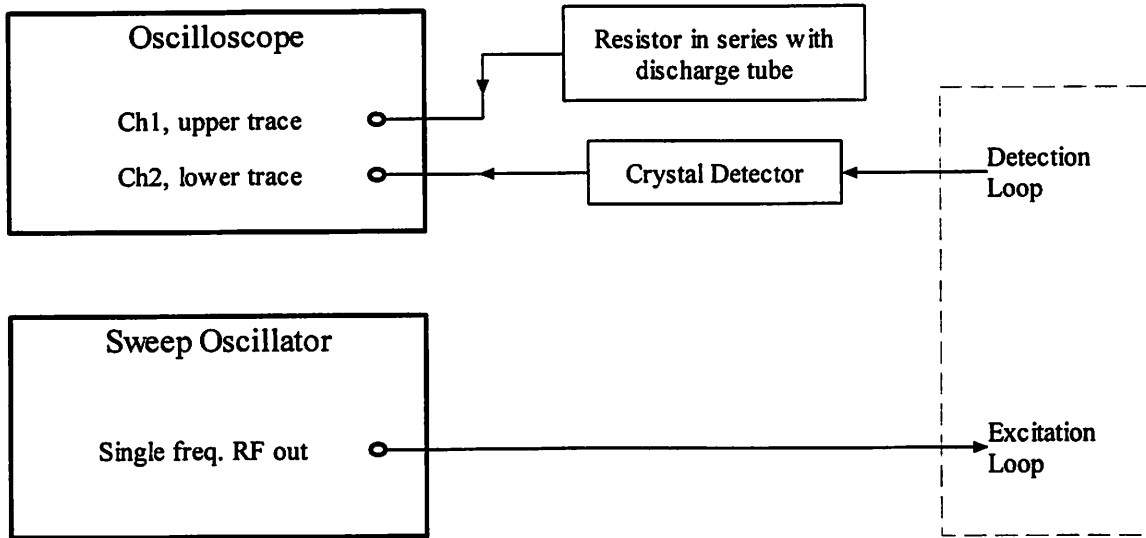 Oscilloscope
Ch1, upper trace
Ch2, lower trace
Resistor in series with
discharge tube
Crystal Detector
Detection
Loop
Sweep Oscillator
Single freq. RF out
Excitation
Loop